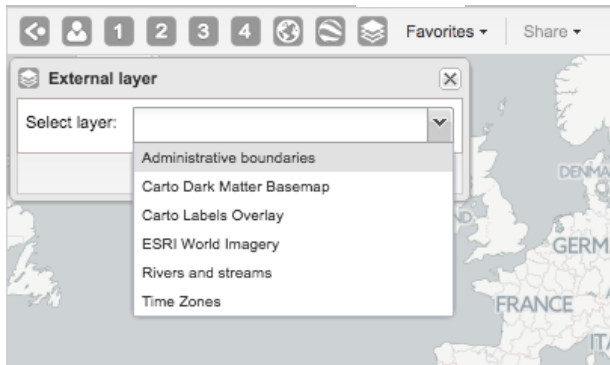 1 2 3 4 Favorites Share
External layer
Select layer:
Administrative boundaries
Carto Dark Matter Basemap
Carto Labels Overlay
ESRI World Imagery
Rivers and streams
Time Zones
DENMA
ND
GERM
FRANCE
ITA